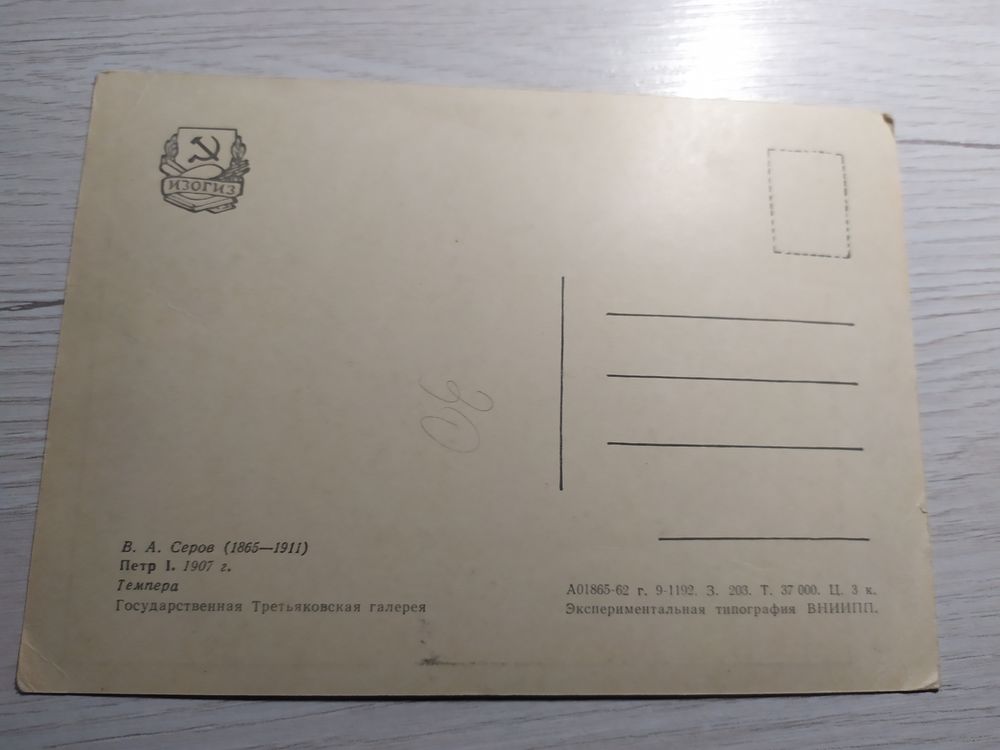 ИЗОГИЗ
В. А. Серов (1865—1911)
Петр I. 1907 г.
Темпера
Государственная Третьяковская галерея
А01865-62 г. 9-1192. З. 203. Т. 37 000. Ц. 3 к.
Экспериментальная типография ВНИИПП.